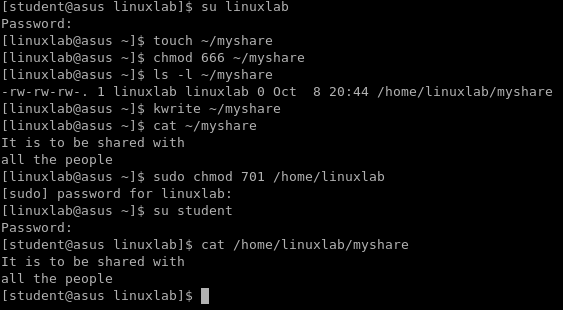 [student@asus linuxlab]$ su linuxlab
Password:
[linuxlab@asus ~]$ touch ~/myshare
[linuxlab@asus ~]$ chmod 666 ~/myshare
[linuxlab@asus ~]$ ls -l ~/myshare
-rw-rw-rw-. 1 linuxlab linuxlab 0 Oct  8 20:44 /home/linuxlab/myshare
[linuxlab@asus ~]$ kwrite ~/myshare
[linuxlab@asus ~]$ cat ~/myshare
It is to be shared with
all the people
[linuxlab@asus ~]$ sudo chmod 701 /home/linuxlab
[sudo] password for linuxlab:
[linuxlab@asus ~]$ su student
Password:
[student@asus linuxlab]$ cat /home/linuxlab/myshare
It is to be shared with
all the people
[student@asus linuxlab]$